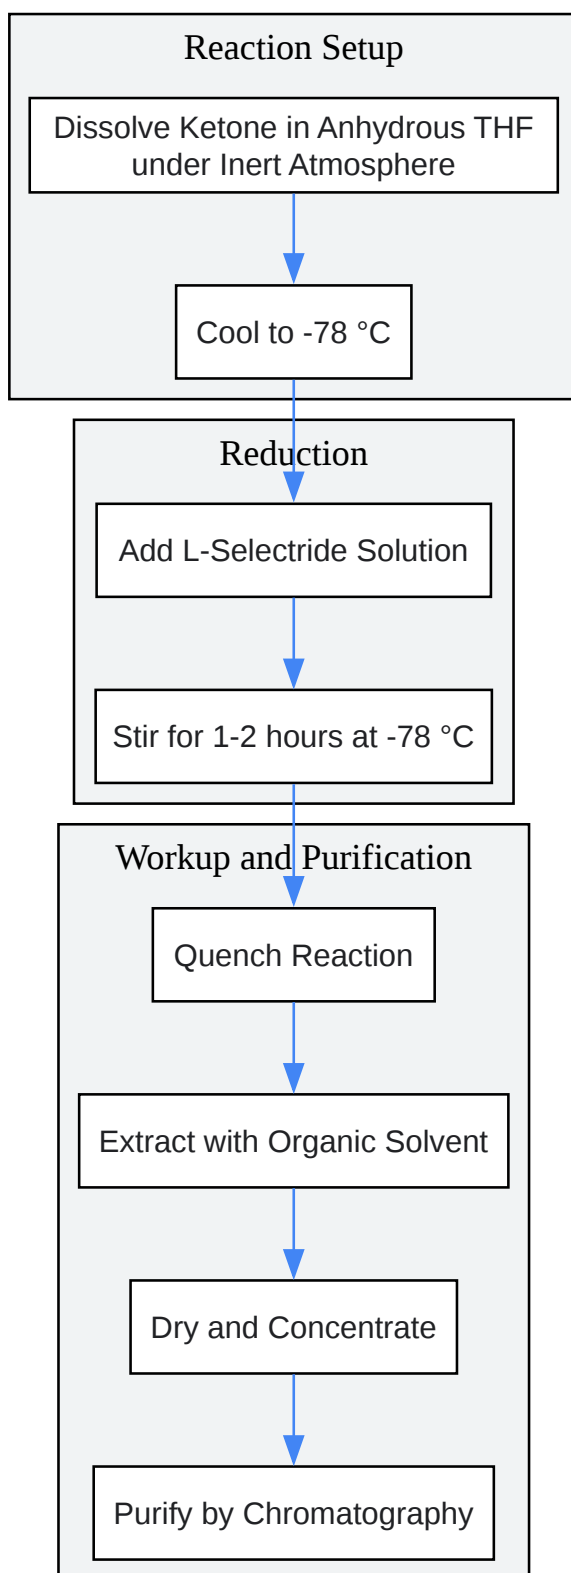 Reaction Setup
Dissolve Ketone in Anhydrous THF
under Inert Atmosphere
Cool to -78 °C
Reduction
Add L-Selectride Solution
Stir for 1-2 hours at -78 °C
Workup and Purification
Quench Reaction
Extract with Organic Solvent
Dry and Concentrate
Purify by Chromatography